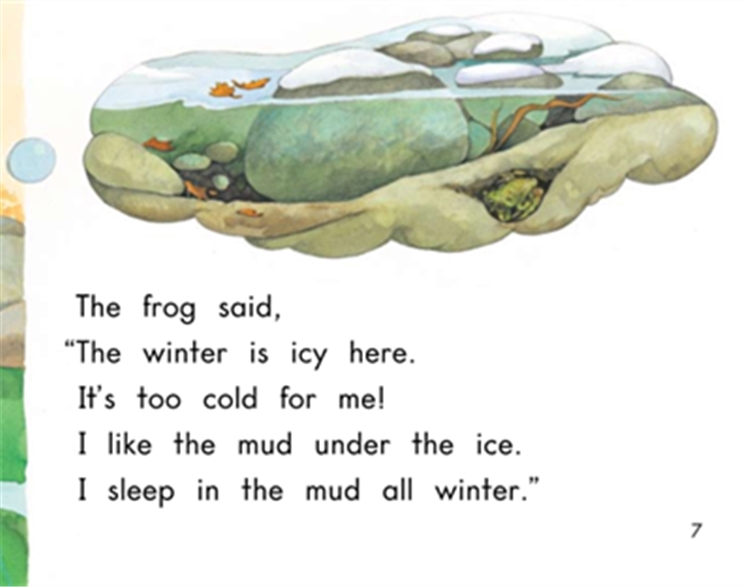 The frog said,
“The winter is icy here.
It's too cold for me!
I like the mud under the ice.
I sleep in the mud all winter.”
7